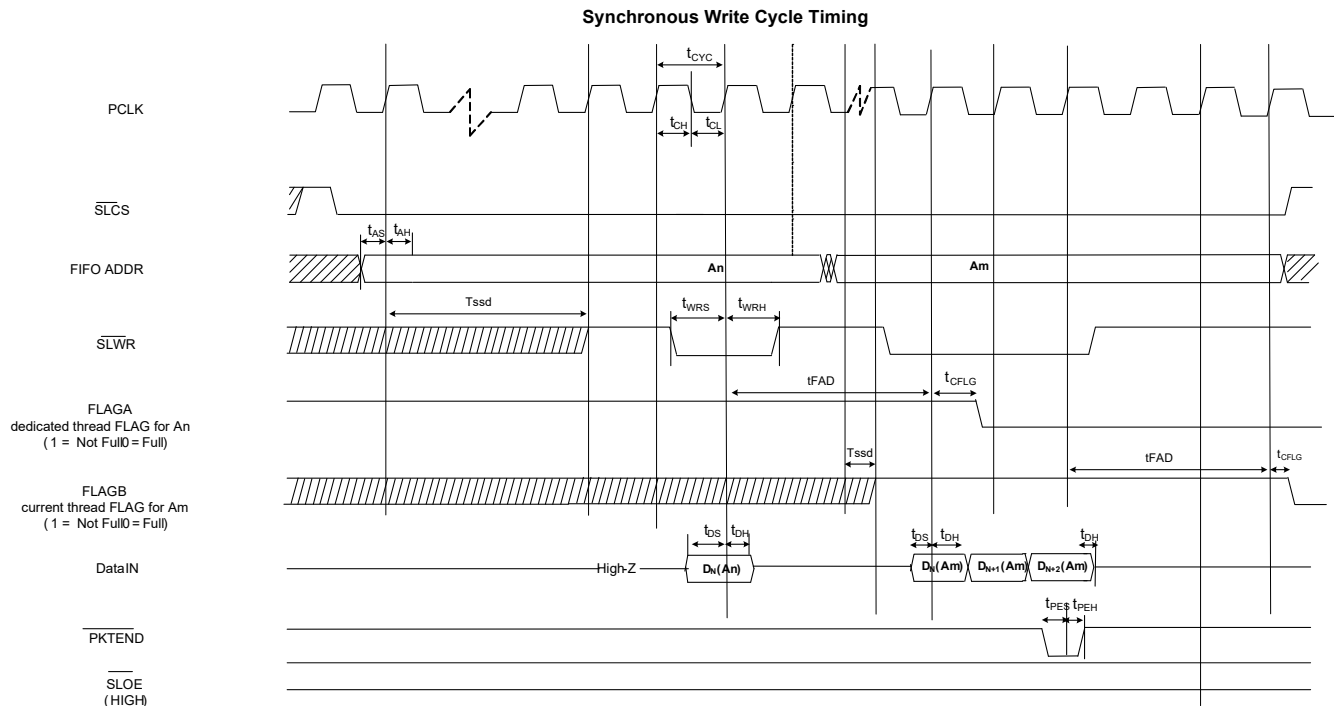 Synchronous Write Cycle Timing
tCYC
PCLK
tCH tCL
SLCS
tAS tAH
FIFO ADDR An Am
Tssd tWRS tWRH
SLWR
tFAD tCFLG
FLAGA
dedicated thread FLAG for An
( 1 = Not Full0 = Full)
Tssd tFAD tCFLG
FLAGB
current thread FLAG for Am
( 1 = Not Full0 = Full)
tDS tDH tDS tDH tDH
DataIN High-Z DN(An) DN(Am) DN+1(Am) DN+2(Am)
tPES tPEH
PKTEND
SLOE
(HIGH)